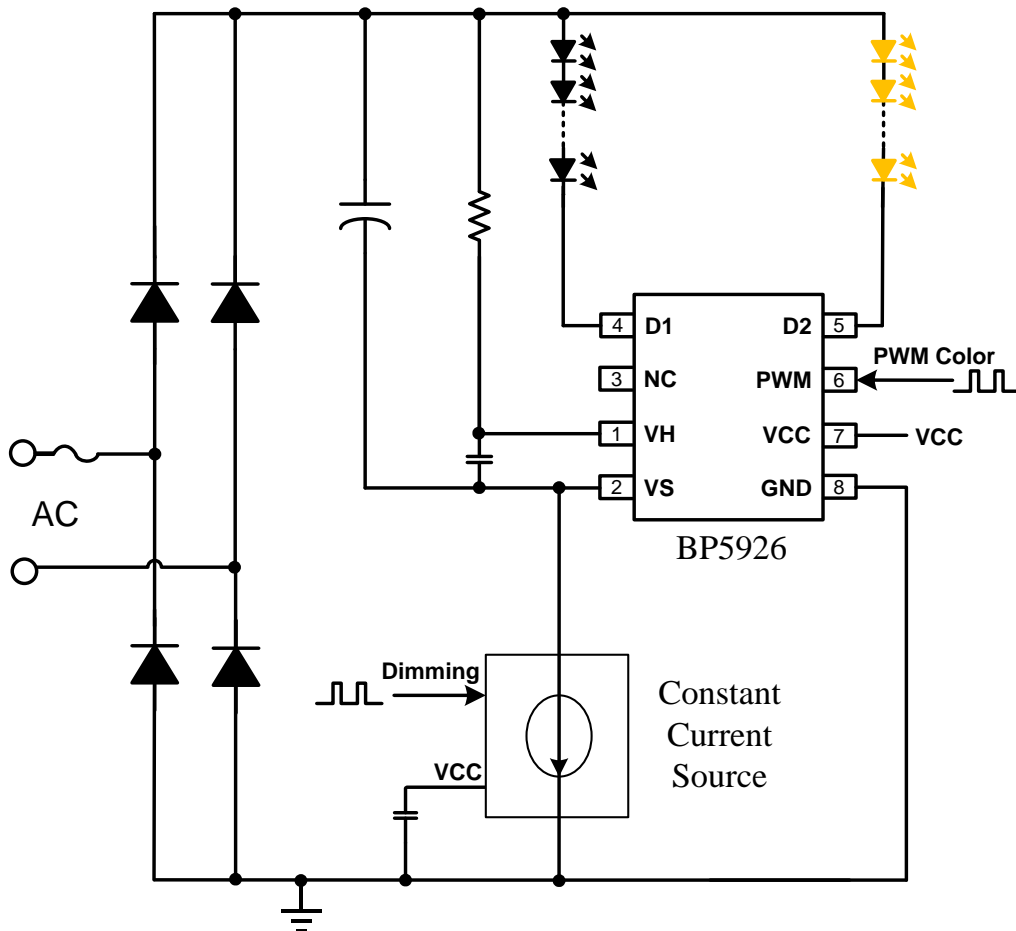 4 D1 D2 5
PWM Color
3 NC PWM 6
1 VH VCC 7 VCC
2 VS GND 8
BP5926
AC
Dimming
VCC
Constant
Current
Source